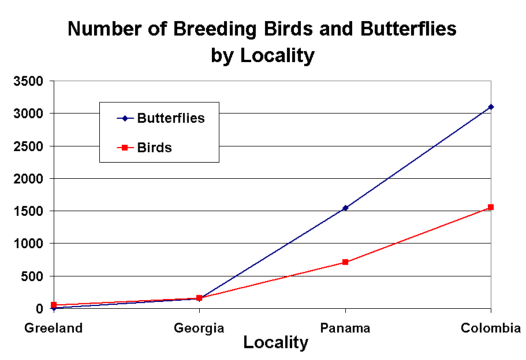 Number of Breeding Birds and Butterflies
by Locality
3500
3000
2500
2000
1500
1000
500
0
Butterflies
Birds
Greeland
Georgia
Panama
Colombia
Locality